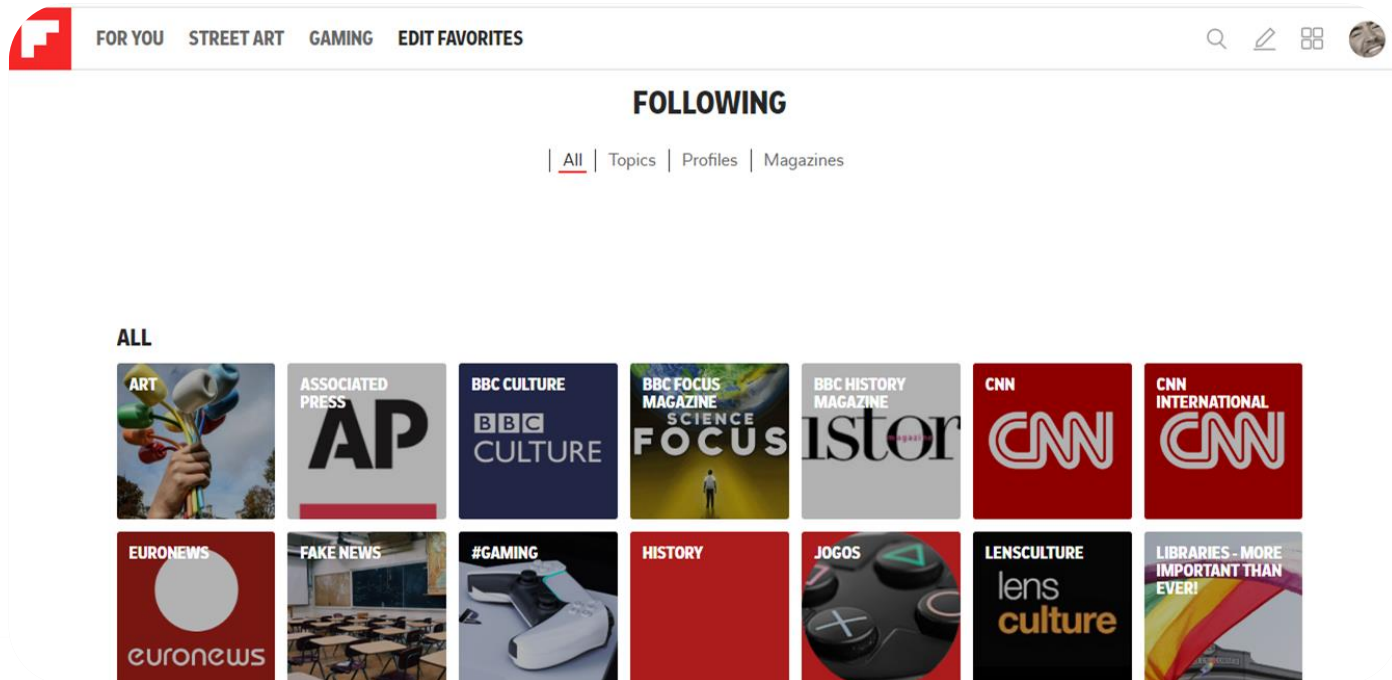 FOR YOU STREET ART GAMING EDIT FAVORITES
FOLLOWING
All Topics Profiles Magazines
ALL
ART
ASSOCIATED
PRESS
AP
BBC CULTURE
BBC
CULTURE
BBC FOCUS
MAGAZINE
SCIENCE
FOCUS
BBC HISTORY
MAGAZINE
istor
magazine
CNN
CNN
CNN
INTERNATIONAL
CNN
EURONEWS
euronews
FAKE NEWS
#GAMING
HISTORY
JOGOS
LENSCULTURE
lens
culture
LIBRARIES - MORE
IMPORTANT THAN
EVER!